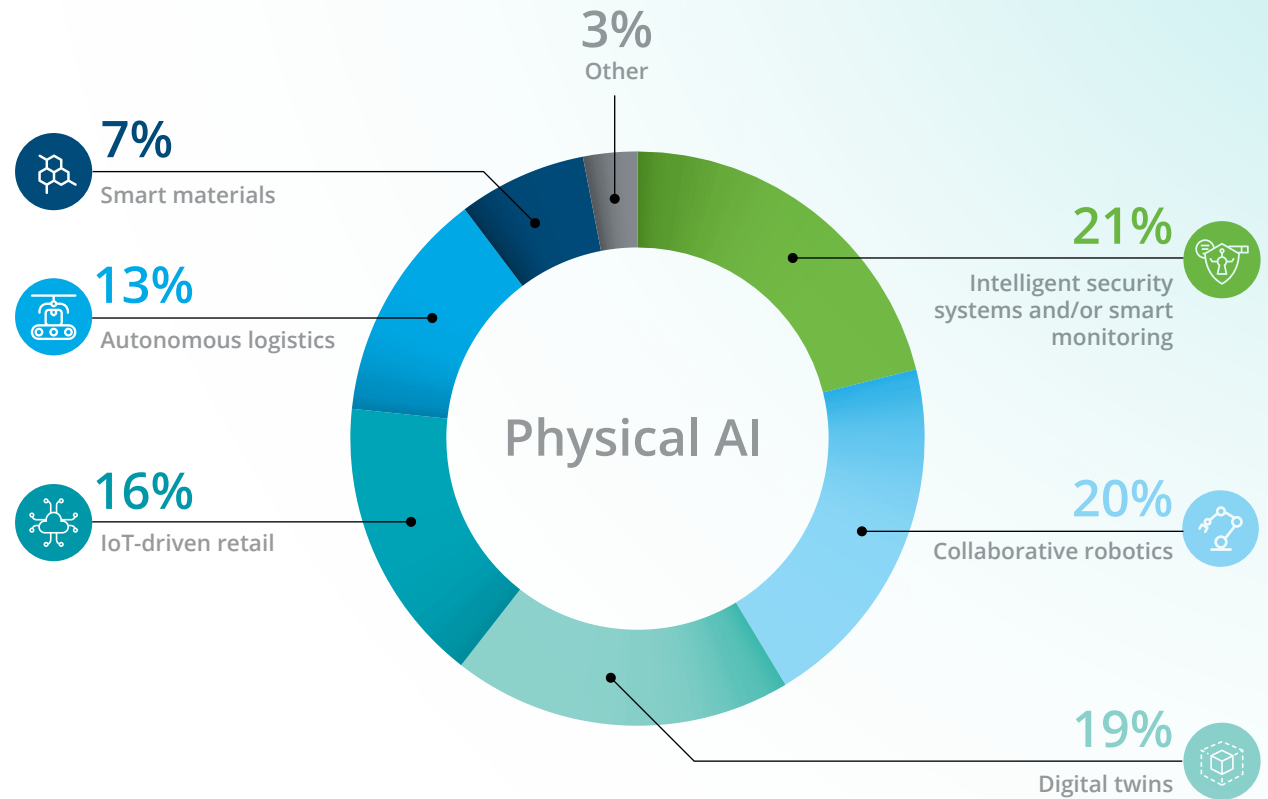 3%
Other
7%
Smart materials
21%
Intelligent security
systems and/or smart
monitoring
13%
Autonomous logistics
Physical AI
16%
IoT-driven retail
20%
Collaborative robotics
19%
Digital twins